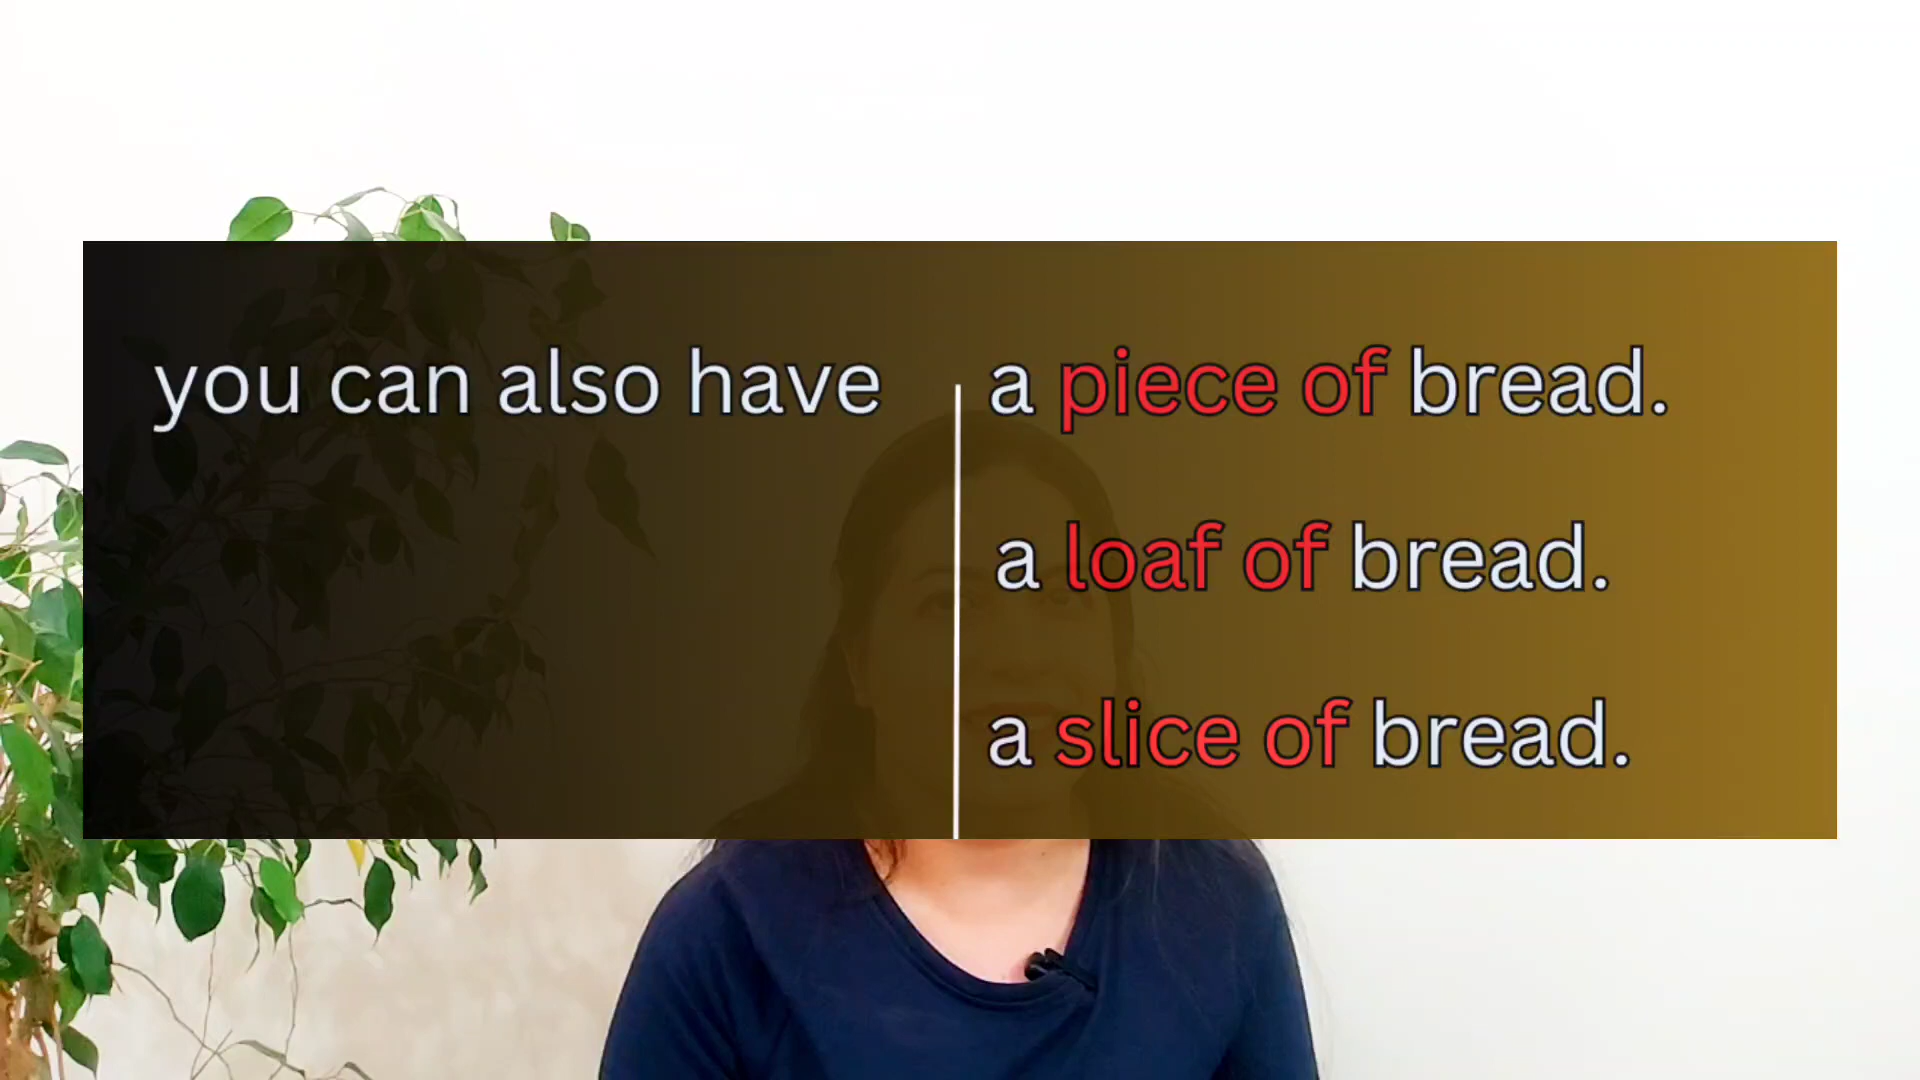 you can also have
a piece of bread.
a loaf of bread.
a slice of bread.